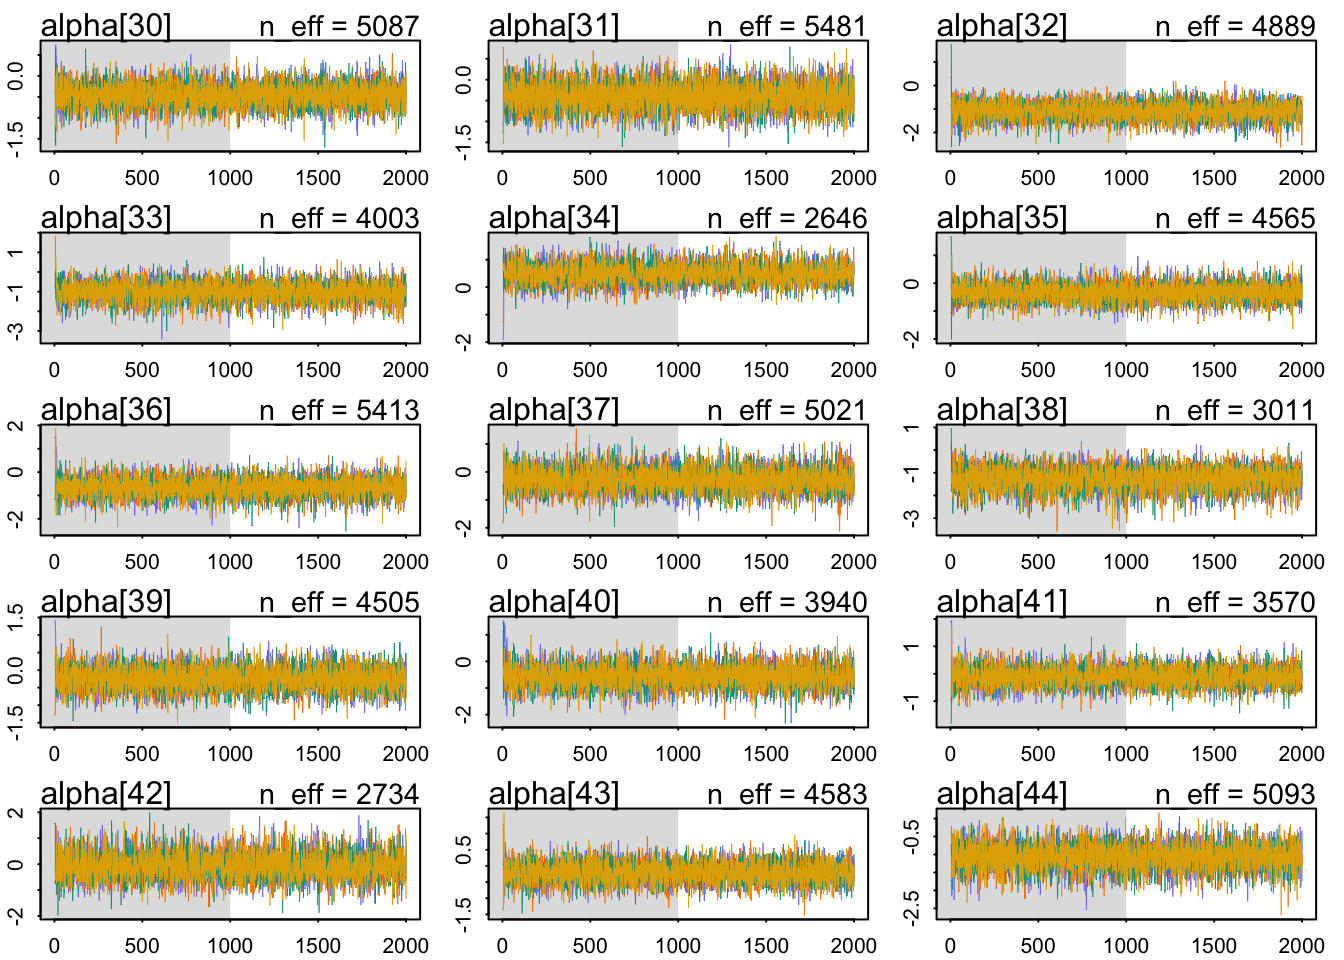 alpha[30] n_eff = 5087 alpha[31] n_eff = 5481 alpha[32] n_eff = 4889
0.0 -1.5 0.0 -1.5 0 -2
0 500 1000 1500 2000 0 500 1000 1500 2000 0 500 1000 1500 2000
alpha[33] n_eff = 4003 alpha[34] n_eff = 2646 alpha[35] n_eff = 4565
1 -1 -3 0 -2 0 -2
0 500 1000 1500 2000 0 500 1000 1500 2000 0 500 1000 1500 2000
alpha[36] n_eff = 5413 alpha[37] n_eff = 5021 alpha[38] n_eff = 3011
2 0 -2 0 -2 1 -1 -3
0 500 1000 1500 2000 0 500 1000 1500 2000 0 500 1000 1500 2000
alpha[39] n_eff = 4505 alpha[40] n_eff = 3940 alpha[41] n_eff = 3570
1.5 0.0 -1.5 0 -2 1 -1
0 500 1000 1500 2000 0 500 1000 1500 2000 0 500 1000 1500 2000
alpha[42] n_eff = 2734 alpha[43] n_eff = 4583 alpha[44] n_eff = 5093
2 0 -2 0.5 -1.5 -0.5 -2.5
0 500 1000 1500 2000 0 500 1000 1500 2000 0 500 1000 1500 2000